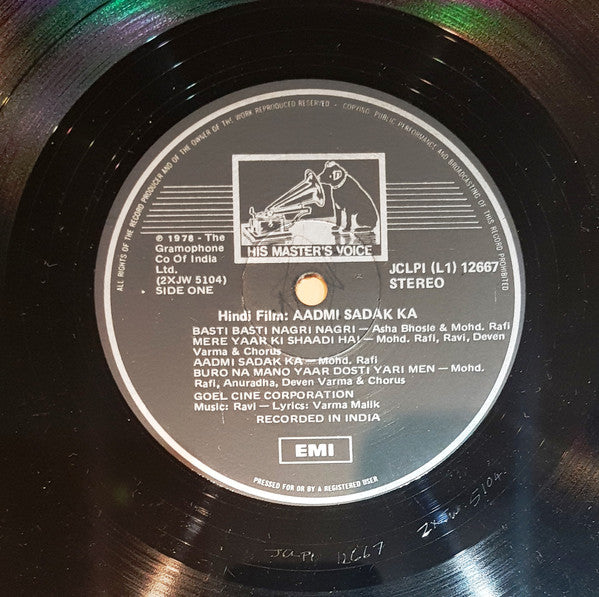 ALL RIGHTS OF THE RECORD PRODUCER AND OF THE OWNER OF THE WORK REPRODUCED RESERVED - COPYING, PUBLIC PERFORMANCE AND BROADCASTING OF THIS RECORD PROHIBITED
HIS MASTER'S VOICE
℗ 1978 - The
Gramophone
Co Of India
Ltd.
(2XJW 5104)
SIDE ONE
JCLPI (L1) 12667
STEREO
Hindi Film: AADMI SADAK KA
BASTI BASTI NAGRI NAGRI — Asha Bhosle & Mohd. Rafi
MERE YAAR KI SHAADI HAI — Mohd. Rafi, Ravi, Deven
Varma & Chorus
AADMI SADAK KA — Mohd. Rafi
BURO NA MANO YAAR DOSTI YARI MEN — Mohd.
Rafi, Anuradha, Deven Varma & Chorus
GOEL CINE CORPORATION
Music: Ravi — Lyrics: Varma Malik
RECORDED IN INDIA
EMI
PRESSED FOR OR BY A REGISTERED USER
2XJW 5104
12667